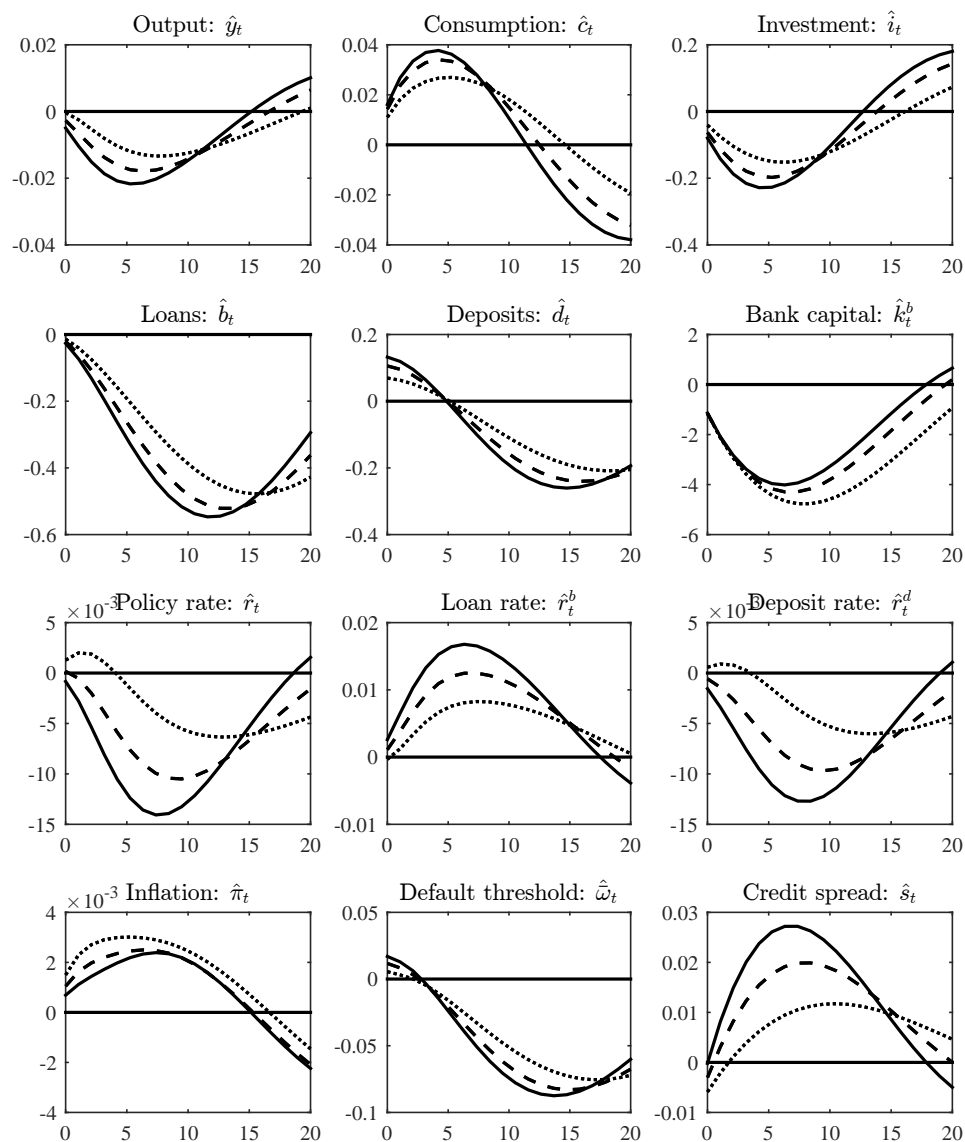 Output: ŷ_t Consumption: ĉ_t Investment: î_t
0.02 0.04 0.2
0 0.02 0
-0.02 0 -0.2
-0.04 -0.02 -0.4
-0.04
0 5 10 15 20 0 5 10 15 20 0 5 10 15 20
Loans: b̂_t Deposits: d̂_t Bank capital: k̂_t^b
0 0.2 2
-0.2 0 0
-0.4 -0.2 -2
-0.6 -0.4 -4
-6
0 5 10 15 20 0 5 10 15 20 0 5 10 15 20
×10^-3 Policy rate: r̂_t Loan rate: r̂_t^b ×10^-3 Deposit rate: r̂_t^d
5 0.02 5
0 0.01 0
-5 0 -5
-10 -0.01 -10
-15 -15
0 5 10 15 20 0 5 10 15 20 0 5 10 15 20
×10^-3 Inflation: π̂_t Default threshold: ω̄̂_t Credit spread: ŝ_t
4 0.05 0.03
2 0 0.02
0 -0.05 0.01
-2 -0.1 0
-4 -0.01
0 5 10 15 20 0 5 10 15 20 0 5 10 15 20